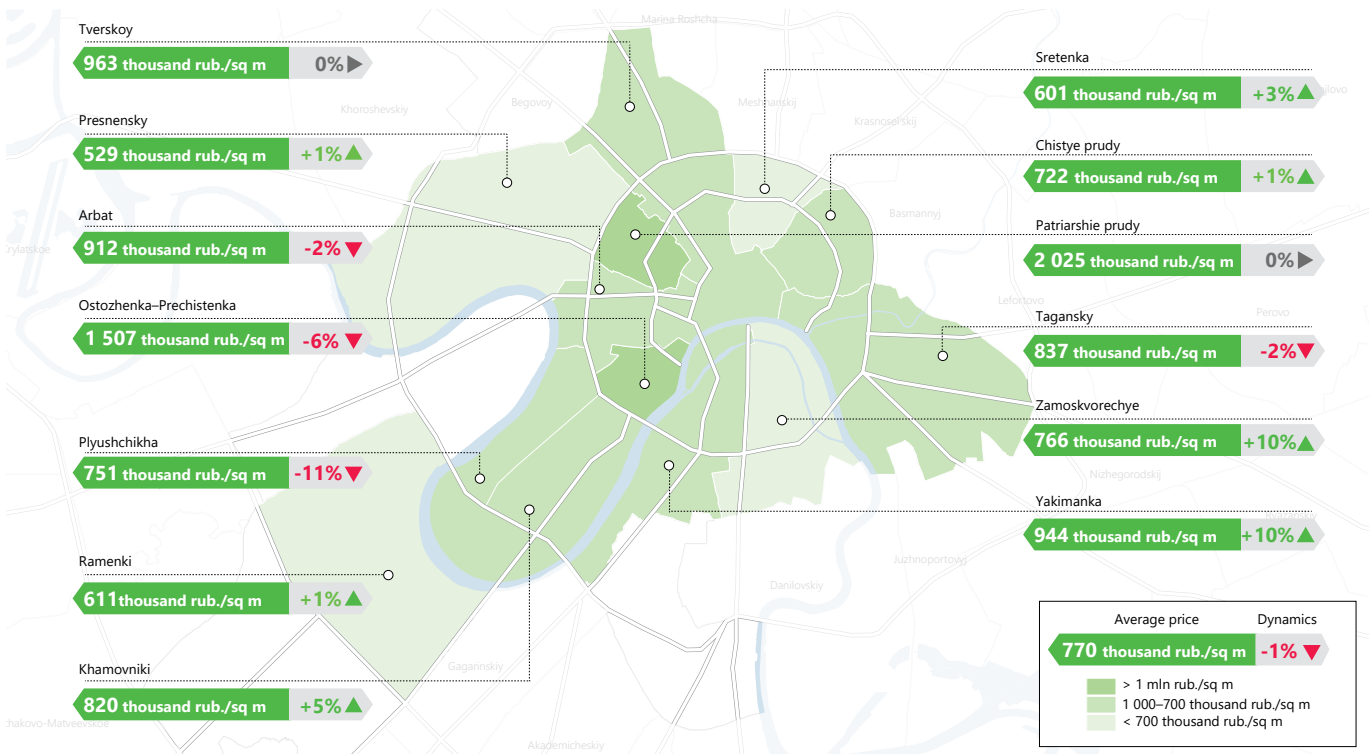 Marina Roshcha
Tverskoy
963 thousand rub./sq m 0%
Presnensky
529 thousand rub./sq m +1%
Arbat
912 thousand rub./sq m -2%
Ostozhenka–Prechistenka
1 507 thousand rub./sq m -6%
Plyushchikha
751 thousand rub./sq m -11%
Ramenki
611thousand rub./sq m +1%
Khamovniki
820 thousand rub./sq m +5%
Khoroshevskiy
Begovoy
Meshhanskij
Krasnosel'skij
Basmannyj
Lefortovo
Perovo
Nizhegorodskij
Juzhnoportovyj
Danilovskiy
Gagarinskiy
Akademicheskiy
Sretenka
601 thousand rub./sq m +3%
Chistye prudy
722 thousand rub./sq m +1%
Patriarshie prudy
2 025 thousand rub./sq m 0%
Tagansky
837 thousand rub./sq m -2%
Zamoskvorechye
766 thousand rub./sq m +10%
Yakimanka
944 thousand rub./sq m +10%
Average price Dynamics
770 thousand rub./sq m -1%
> 1 mln rub./sq m
1 000–700 thousand rub./sq m
< 700 thousand rub./sq m